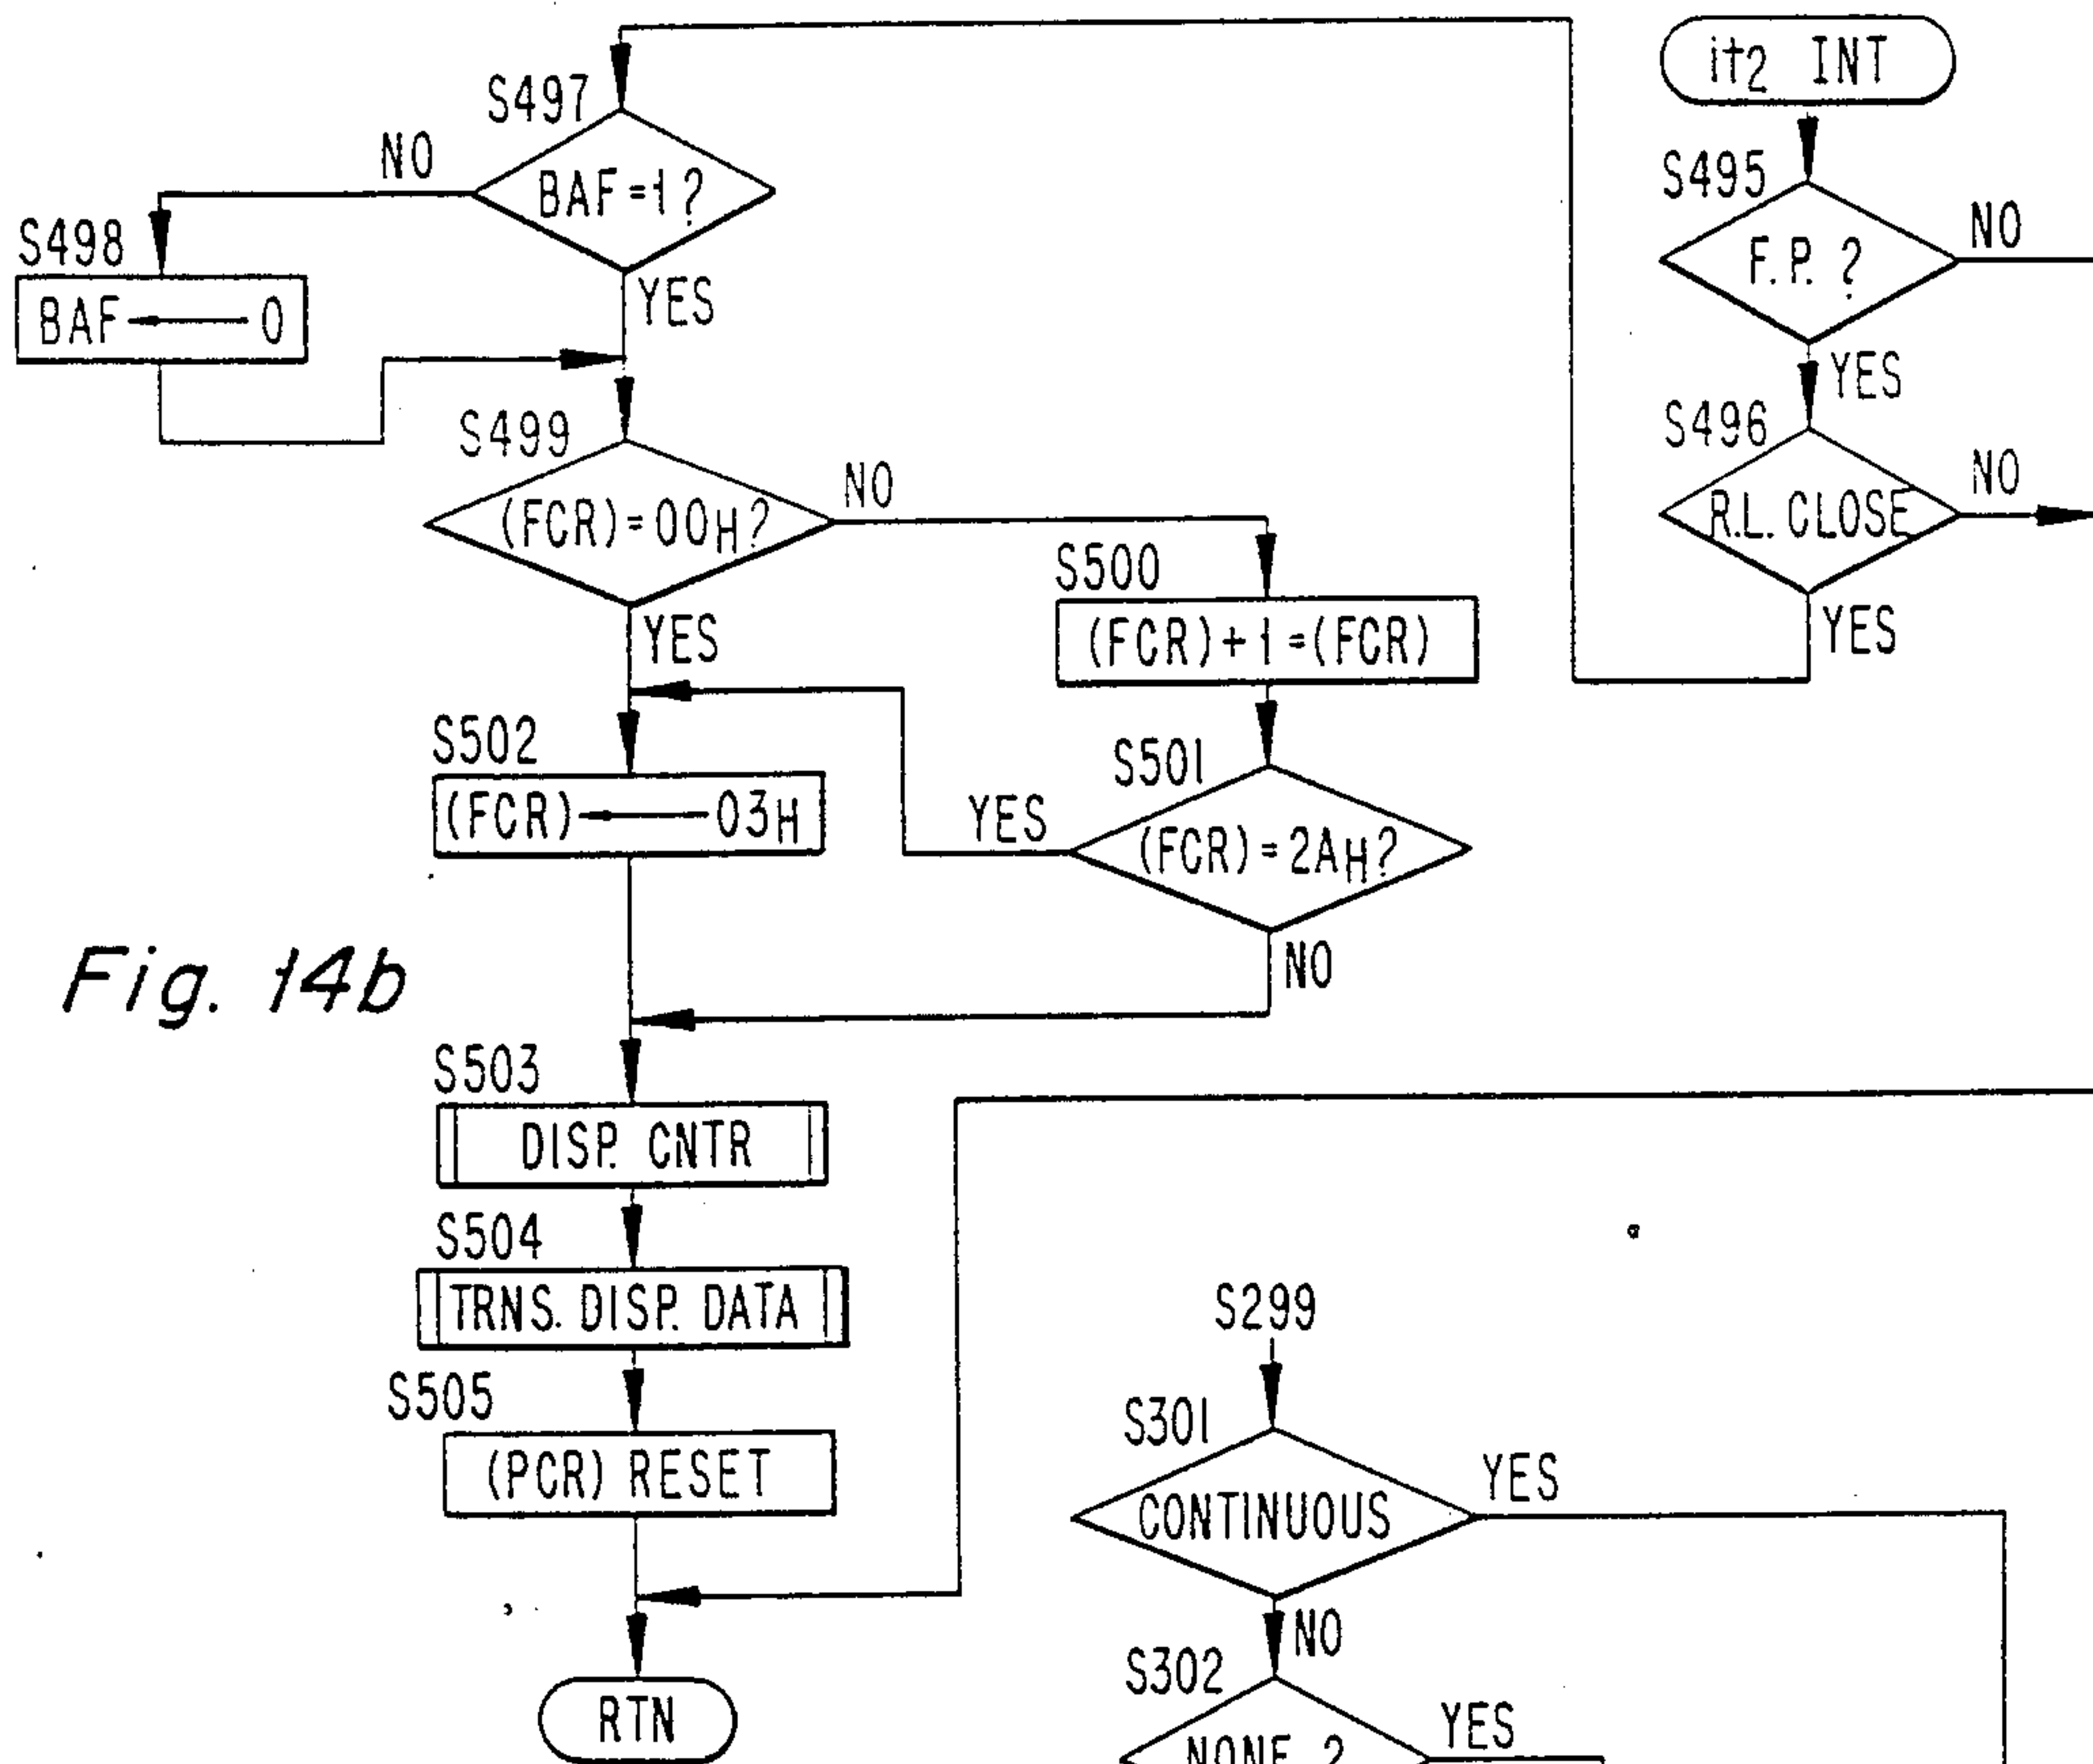 it2 INT
S495
F.P. ?
NO
YES
S496
R.L. CLOSE
NO
YES
S497
BAF=1?
NO
YES
S498
BAF ← 0
S499
(FCR)=00H?
NO
YES
S500
(FCR)+1=(FCR)
S501
(FCR)=2AH?
YES
NO
S502
(FCR) ← 03H
Fig. 14b
S503
DISP. CNTR
S504
TRNS. DISP. DATA
S505
(PCR) RESET
RTN
S299
S301
CONTINUOUS
YES
NO
S302
NONE ?
YES